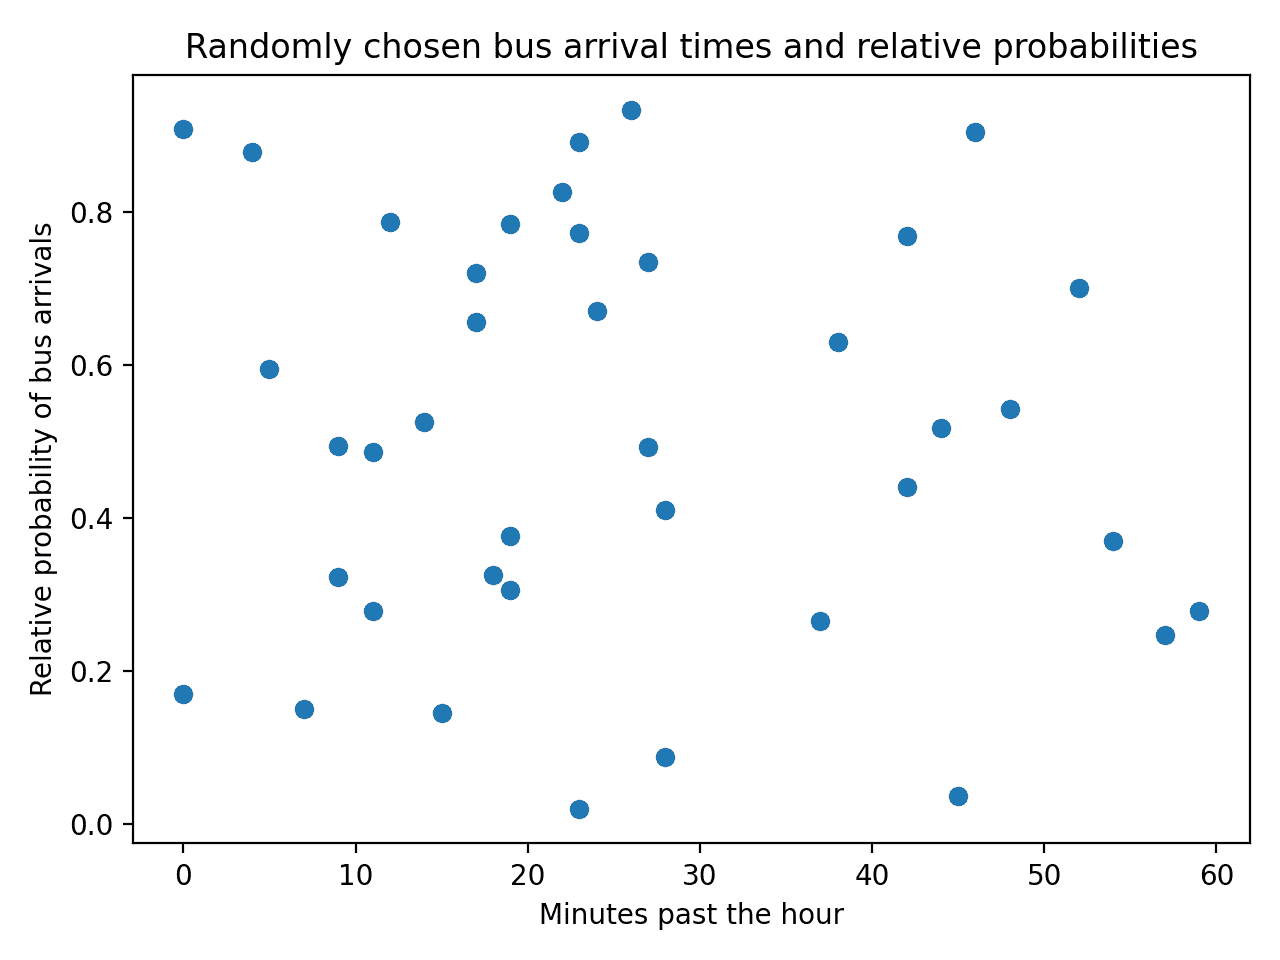 Randomly chosen bus arrival times and relative probabilities
Relative probability of bus arrivals
0.8
0.6
0.4
0.2
0.0
0 10 20 30 40 50 60
Minutes past the hour